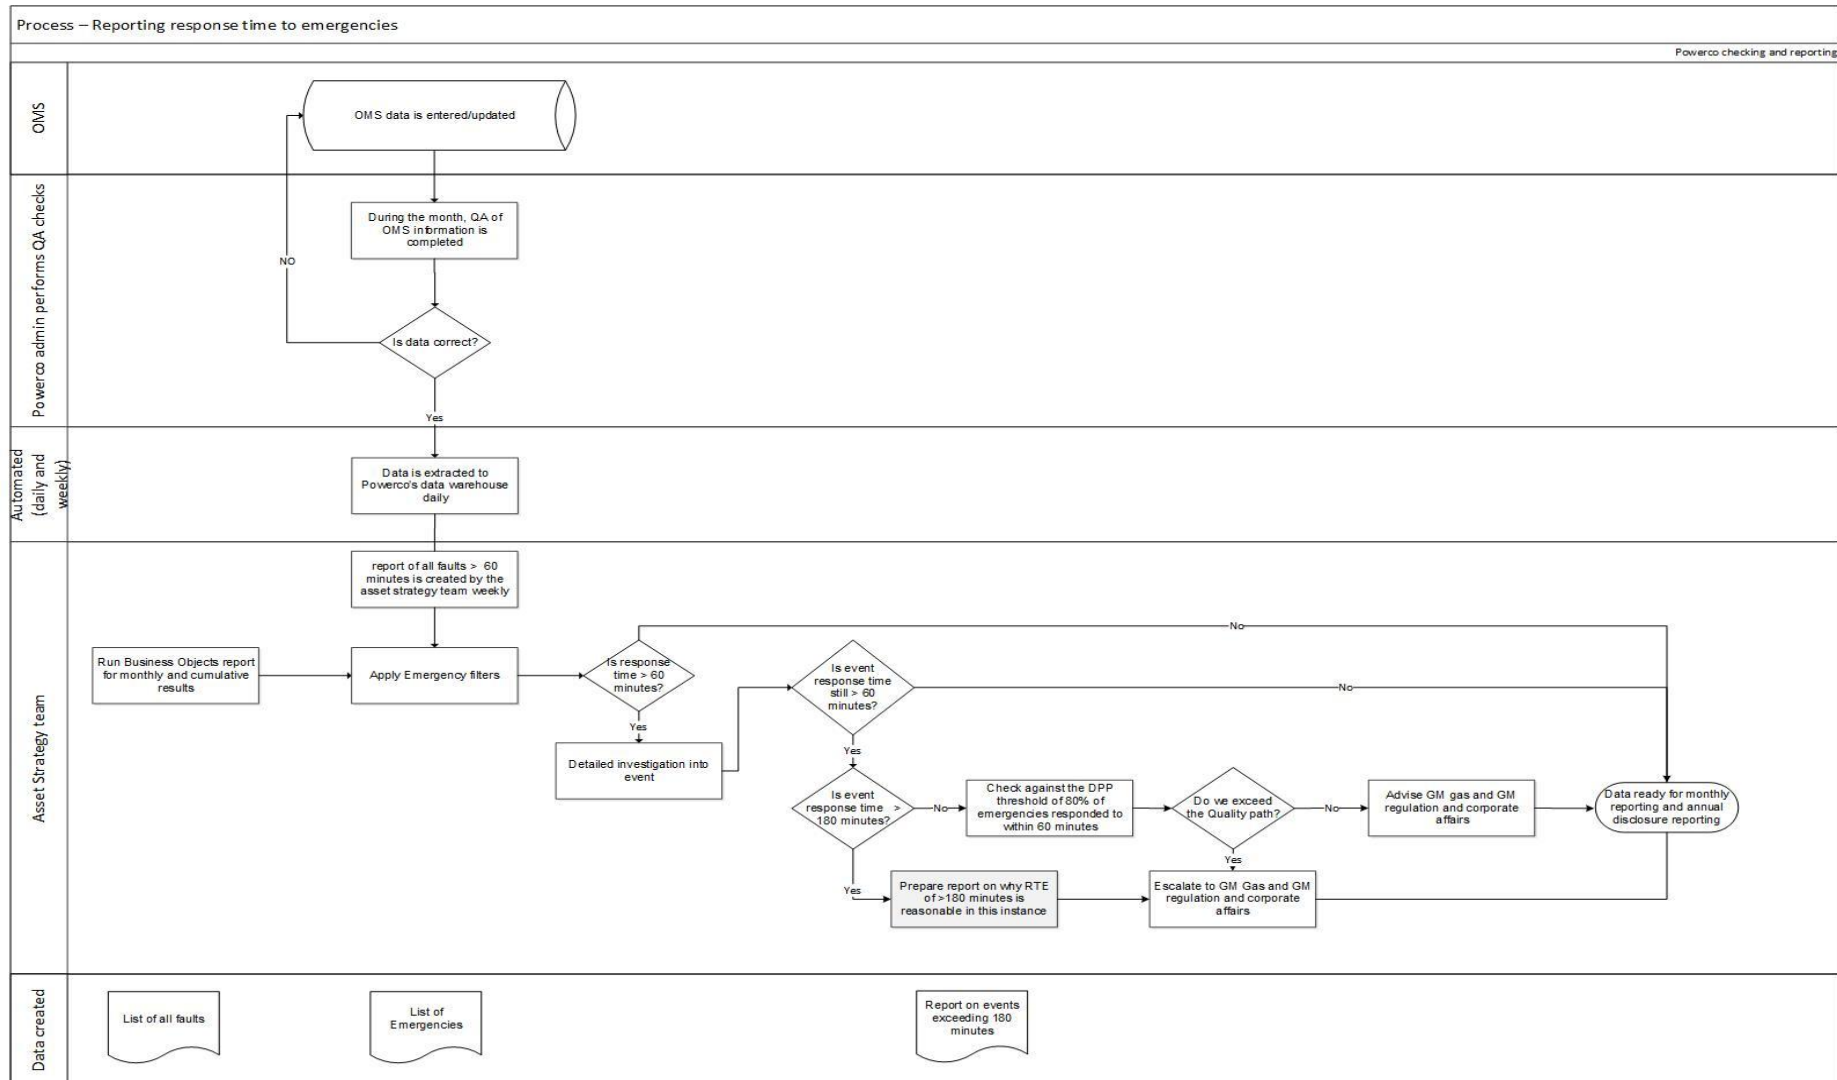 Process – Reporting response time to emergencies
Powerco checking and reporting
OMS
OMS data is entered/updated
Powerco admin performs QA checks
During the month, QA of
OMS information is
completed
NO
Is data correct?
Yes
Automated
(daily and
weekly)
Data is extracted to
Powerco's data warehouse
daily
Asset Strategy team
report of all faults > 60
minutes is created by the
asset strategy team weekly
Run Business Objects report
for monthly and cumulative
results
Apply Emergency filters
Is response
time > 60
minutes?
No
Yes
Detailed investigation into
event
Is event
response time
still > 60
minutes?
No
Yes
Is event
response time >
180 minutes?
No
Check against the DPP
threshold of 80% of
emergencies responded to
within 60 minutes
Do we exceed
the Quality path?
No
Advise GM gas and GM
regulation and corporate
affairs
Data ready for monthly
reporting and annual
disclosure reporting
Yes
Yes
Prepare report on why RTE
of >180 minutes is
reasonable in this instance
Escalate to GM Gas and GM
regulation and corporate
affairs
Data created
List of all faults
List of
Emergencies
Report on events
exceeding 180
minutes